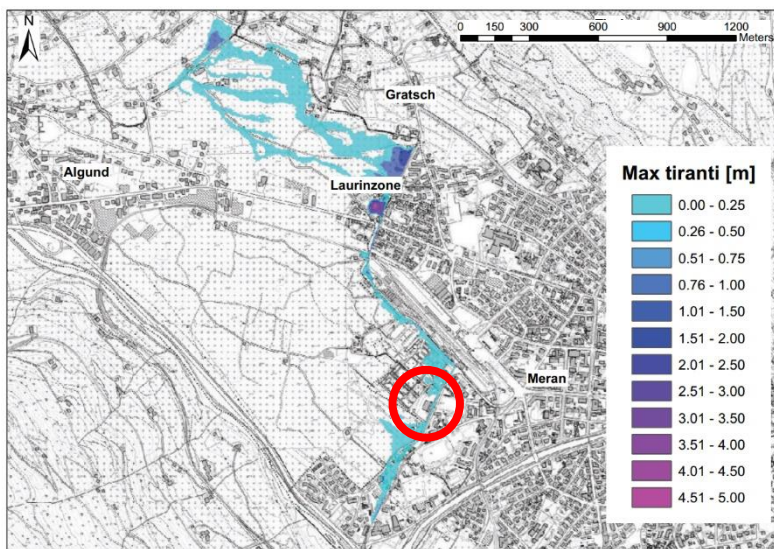 N
0 150 300 600 900 1200
Meters
Gratsch
Algund
Laurinzone
Meran
Max tiranti [m]
0.00 - 0.25
0.26 - 0.50
0.51 - 0.75
0.76 - 1.00
1.01 - 1.50
1.51 - 2.00
2.01 - 2.50
2.51 - 3.00
3.01 - 3.50
3.51 - 4.00
4.01 - 4.50
4.51 - 5.00